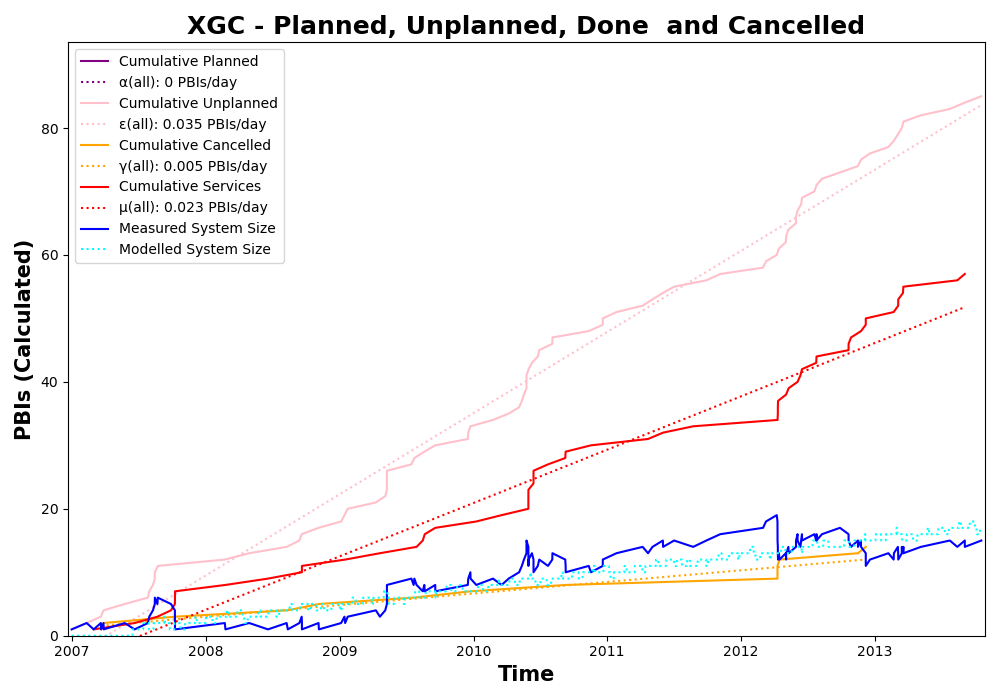 XGC - Planned, Unplanned, Done  and Cancelled
Cumulative Planned
α(all): 0 PBIs/day
Cumulative Unplanned
ε(all): 0.035 PBIs/day
Cumulative Cancelled
γ(all): 0.005 PBIs/day
Cumulative Services
μ(all): 0.023 PBIs/day
Measured System Size
Modelled System Size
PBIs (Calculated)
80
60
40
20
0
2007 2008 2009 2010 2011 2012 2013
Time